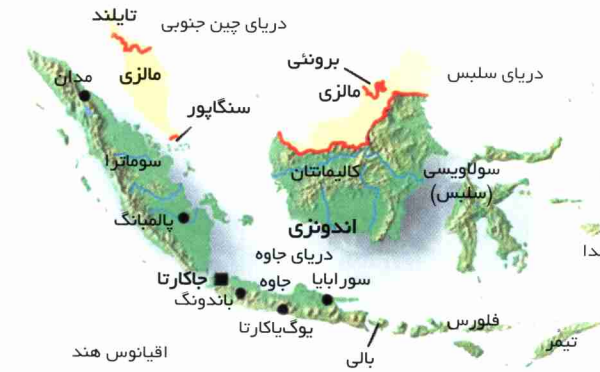 تایلند
دریای چین جنوبی
برونئی
دریای سلبس
مدان
مالزی
مالزی
سنگاپور
سوماترا
کالیمانتان
سولاویسی
(سلبس)
پالمبانگ
اندونزی
دریای جاوه
جاکارتا
جاوه
سورابایا
باندونگ
یوگیاکارتا
فلورس
تیمر
بالی
اقیانوس هند